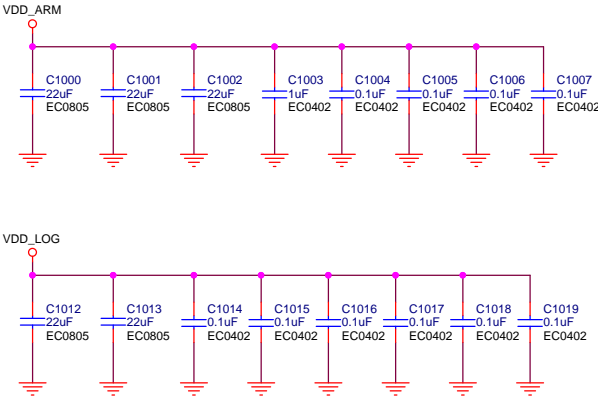 VDD_ARM
C1000 C1001 C1002 C1003 C1004 C1005 C1006 C1007
22uF 22uF 22uF 1uF 0.1uF 0.1uF 0.1uF 0.1uF
EC0805 EC0805 EC0805 EC0402 EC0402 EC0402 EC0402 EC0402
VDD_LOG
C1012 C1013 C1014 C1015 C1016 C1017 C1018 C1019
22uF 22uF 0.1uF 0.1uF 0.1uF 0.1uF 0.1uF 0.1uF
EC0805 EC0805 EC0402 EC0402 EC0402 EC0402 EC0402 EC0402